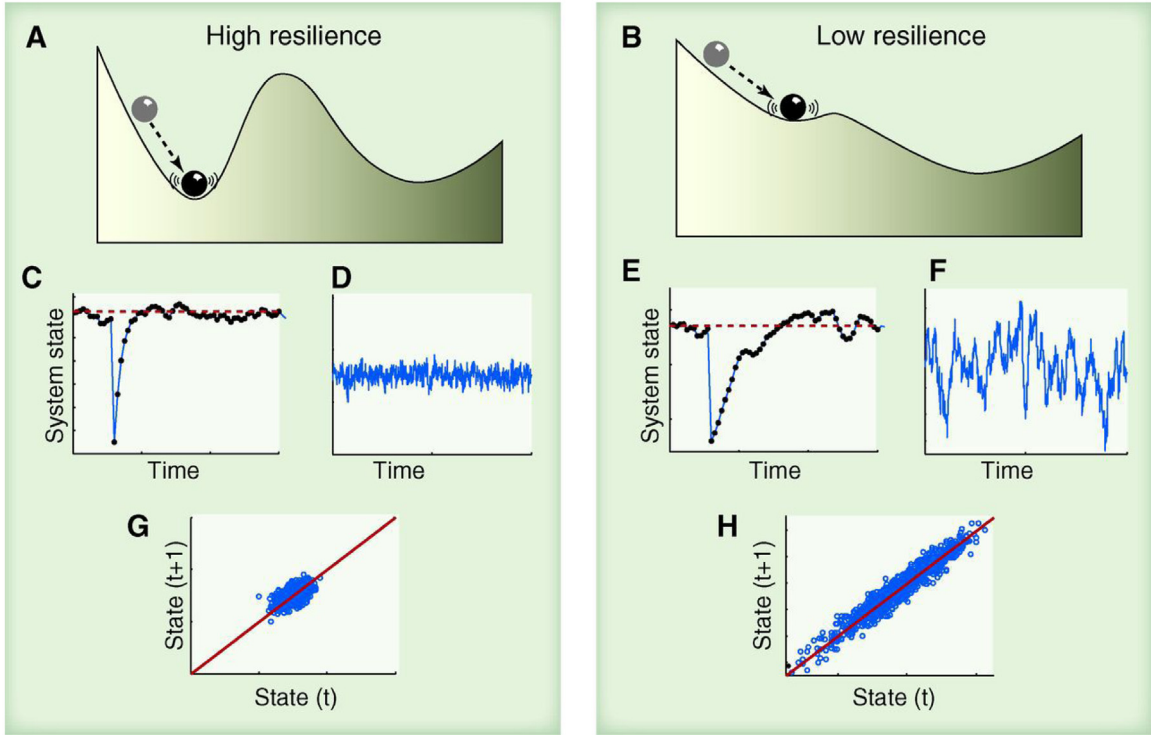 A
High resilience
B
Low resilience
C
D
System state
Time
Time
E
F
System state
Time
Time
G
State (t+1)
State (t)
H
State (t+1)
State (t)